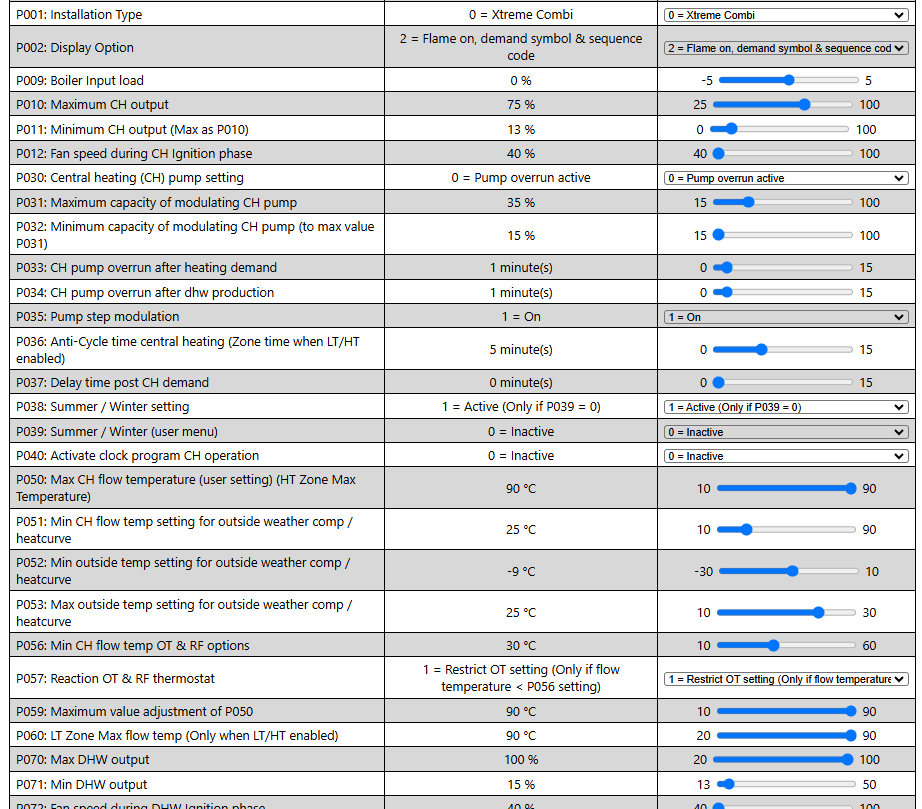 P001: Installation Type 0 = Xtreme Combi 0 = Xtreme Combi
P002: Display Option 2 = Flame on, demand symbol & sequence code 2 = Flame on, demand symbol & sequence cod
P009: Boiler Input load 0 % -5 5
P010: Maximum CH output 75 % 25 100
P011: Minimum CH output (Max as P010) 13 % 0 100
P012: Fan speed during CH Ignition phase 40 % 40 100
P030: Central heating (CH) pump setting 0 = Pump overrun active 0 = Pump overrun active
P031: Maximum capacity of modulating CH pump 35 % 15 100
P032: Minimum capacity of modulating CH pump (to max value P031) 15 % 15 100
P033: CH pump overrun after heating demand 1 minute(s) 0 15
P034: CH pump overrun after dhw production 1 minute(s) 0 15
P035: Pump step modulation 1 = On 1 = On
P036: Anti-Cycle time central heating (Zone time when LT/HT enabled) 5 minute(s) 0 15
P037: Delay time post CH demand 0 minute(s) 0 15
P038: Summer / Winter setting 1 = Active (Only if P039 = 0) 1 = Active (Only if P039 = 0)
P039: Summer / Winter (user menu) 0 = Inactive 0 = Inactive
P040: Activate clock program CH operation 0 = Inactive 0 = Inactive
P050: Max CH flow temperature (user setting) (HT Zone Max Temperature) 90 °C 10 90
P051: Min CH flow temp setting for outside weather comp / heatcurve 25 °C 10 90
P052: Min outside temp setting for outside weather comp / heatcurve -9 °C -30 10
P053: Max outside temp setting for outside weather comp / heatcurve 25 °C 10 30
P056: Min CH flow temp OT & RF options 30 °C 10 60
P057: Reaction OT & RF thermostat 1 = Restrict OT setting (Only if flow temperature < P056 setting) 1 = Restrict OT setting (Only if flow temperature
P059: Maximum value adjustment of P050 90 °C 10 90
P060: LT Zone Max flow temp (Only when LT/HT enabled) 90 °C 20 90
P070: Max DHW output 100 % 20 100
P071: Min DHW output 15 % 13 50
P072: Fan speed during DHW Ignition phase 40 % 40 100